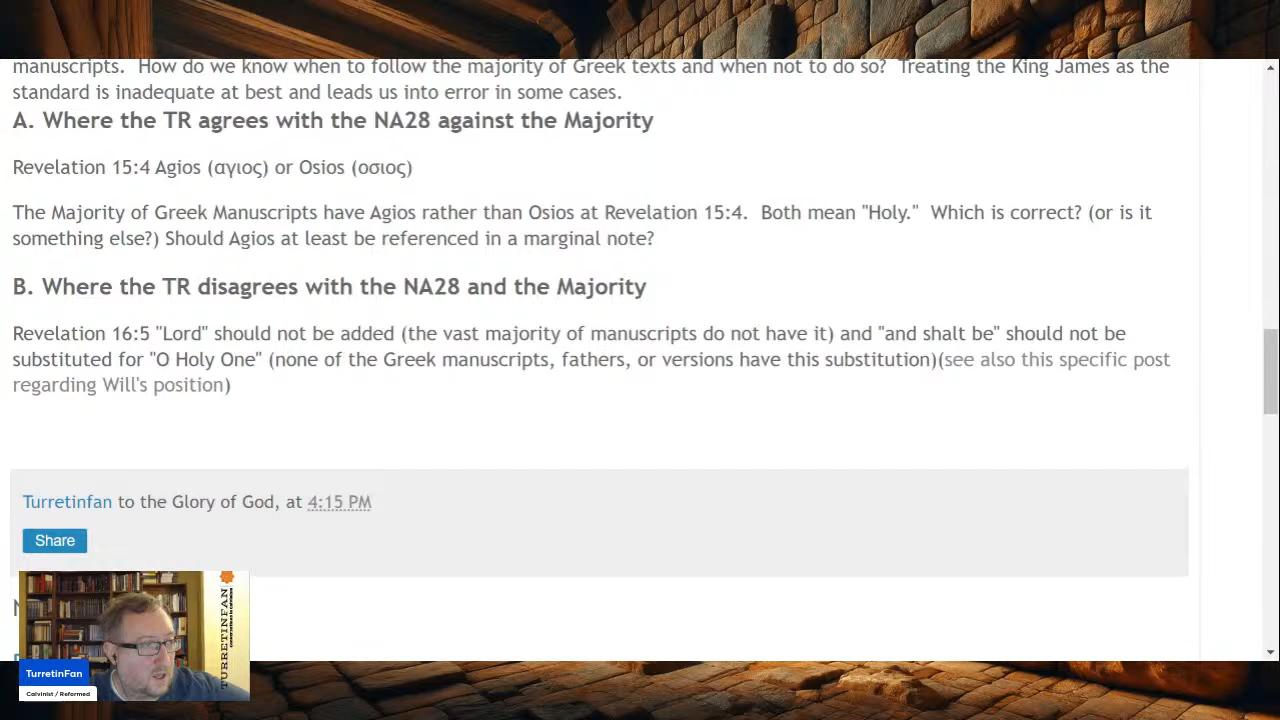 manuscripts.  How do we know when to follow the majority of Greek texts and when not to do so?  Treating the King James as the
standard is inadequate at best and leads us into error in some cases.
A. Where the TR agrees with the NA28 against the Majority
Revelation 15:4 Agios (αγιος) or Osios (οσιος)
The Majority of Greek Manuscripts have Agios rather than Osios at Revelation 15:4.  Both mean "Holy."  Which is correct? (or is it
something else?) Should Agios at least be referenced in a marginal note?
B. Where the TR disagrees with the NA28 and the Majority
Revelation 16:5 "Lord" should not be added (the vast majority of manuscripts do not have it) and "and shalt be" should not be
substituted for "O Holy One" (none of the Greek manuscripts, fathers, or versions have this substitution)(see also this specific post
regarding Will's position)
Turretinfan to the Glory of God, at 4:15 PM
Share
TURRETINFAN
TurretinFan
Calvinist / Reformed